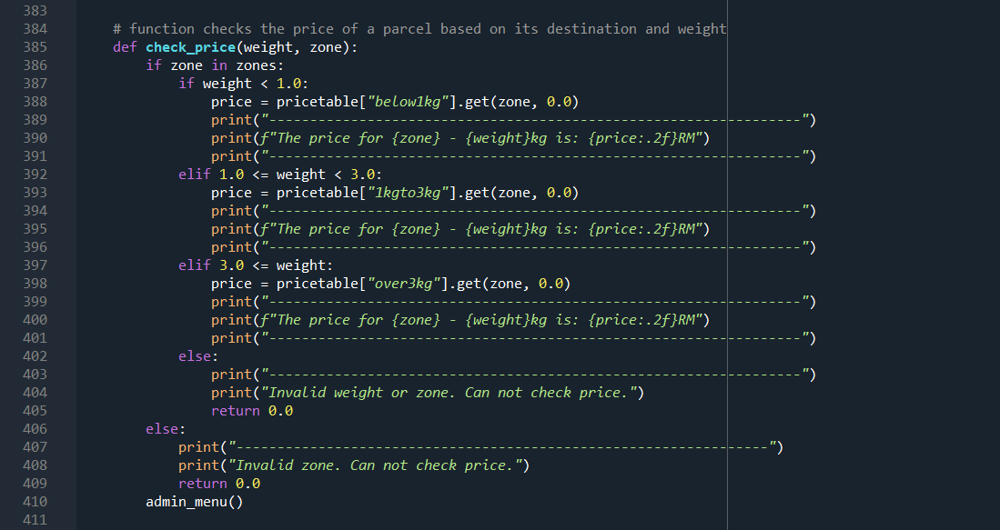 383
384 # function checks the price of a parcel based on its destination and weight
385 def check_price(weight, zone):
386 if zone in zones:
387 if weight < 1.0:
388 price = pricetable["below1kg"].get(zone, 0.0)
389 print("-----------------------------------------------------------------")
390 print(f"The price for {zone} - {weight}kg is: {price:.2f}RM")
391 print("-----------------------------------------------------------------")
392 elif 1.0 <= weight < 3.0:
393 price = pricetable["1kgto3kg"].get(zone, 0.0)
394 print("-----------------------------------------------------------------")
395 print(f"The price for {zone} - {weight}kg is: {price:.2f}RM")
396 print("-----------------------------------------------------------------")
397 elif 3.0 <= weight:
398 price = pricetable["over3kg"].get(zone, 0.0)
399 print("-----------------------------------------------------------------")
400 print(f"The price for {zone} - {weight}kg is: {price:.2f}RM")
401 print("-----------------------------------------------------------------")
402 else:
403 print("-----------------------------------------------------------------")
404 print("Invalid weight or zone. Can not check price.")
405 return 0.0
406 else:
407 print("-----------------------------------------------------------------")
408 print("Invalid zone. Can not check price.")
409 return 0.0
410 admin_menu()
411